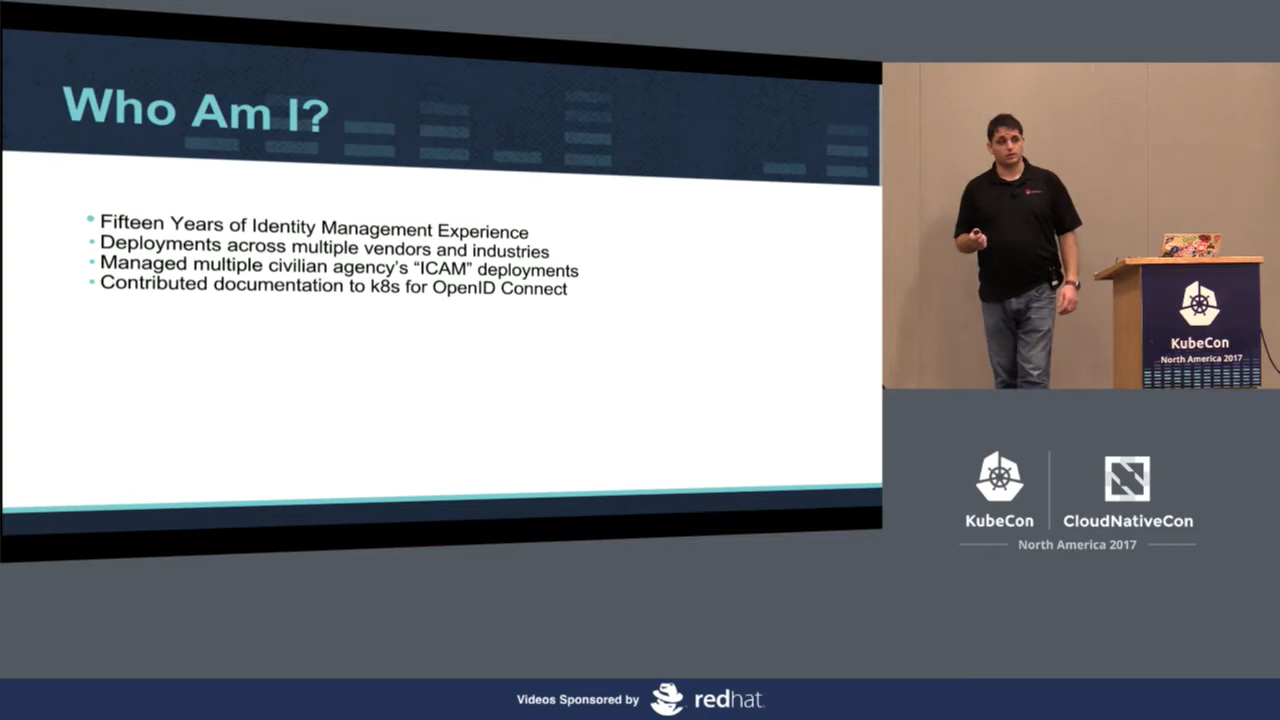 Who Am I?
Fifteen Years of Identity Management Experience
Deployments across multiple vendors and industries
Managed multiple civilian agency's “ICAM” deployments
Contributed documentation to k8s for OpenID Connect
KubeCon
North America 2017
KubeCon
CloudNativeCon
North America 2017
Videos Sponsored by
redhat.